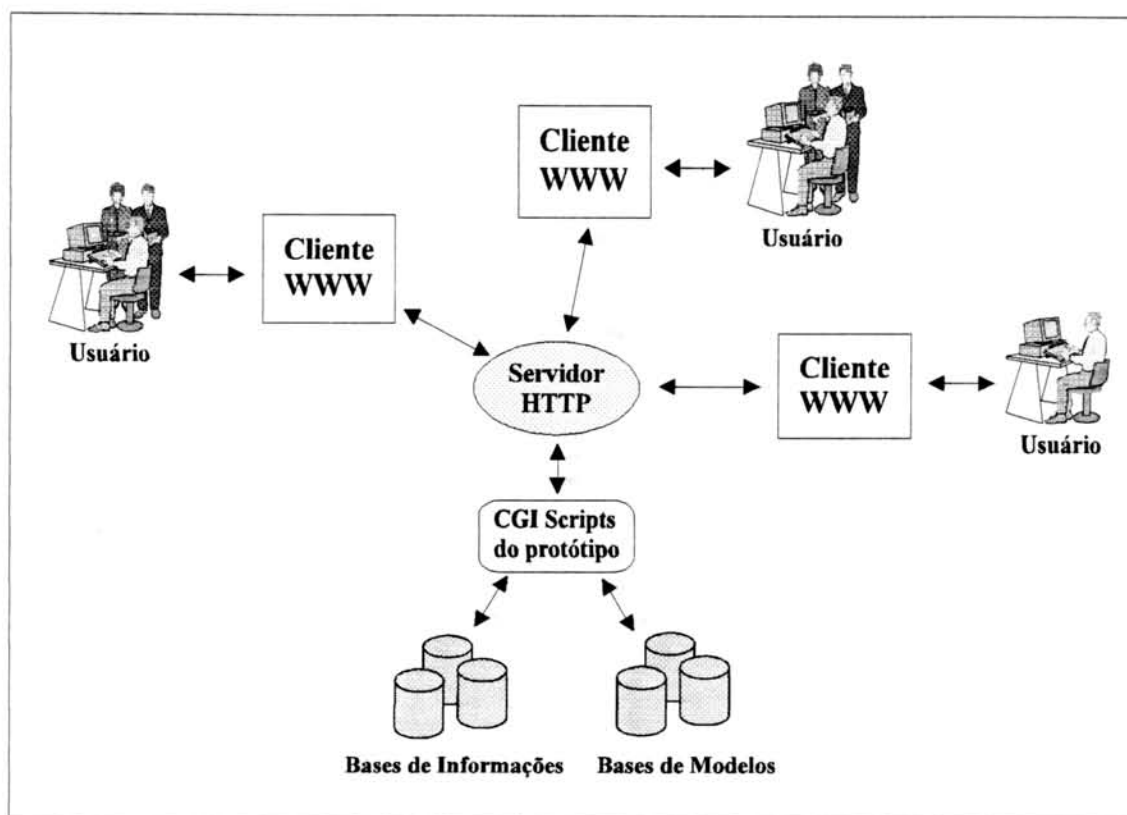 Cliente
WWW
Usuário
Cliente
WWW
Usuário
Servidor
HTTP
Cliente
WWW
Usuário
CGI Scripts
do protótipo
Bases de Informações
Bases de Modelos